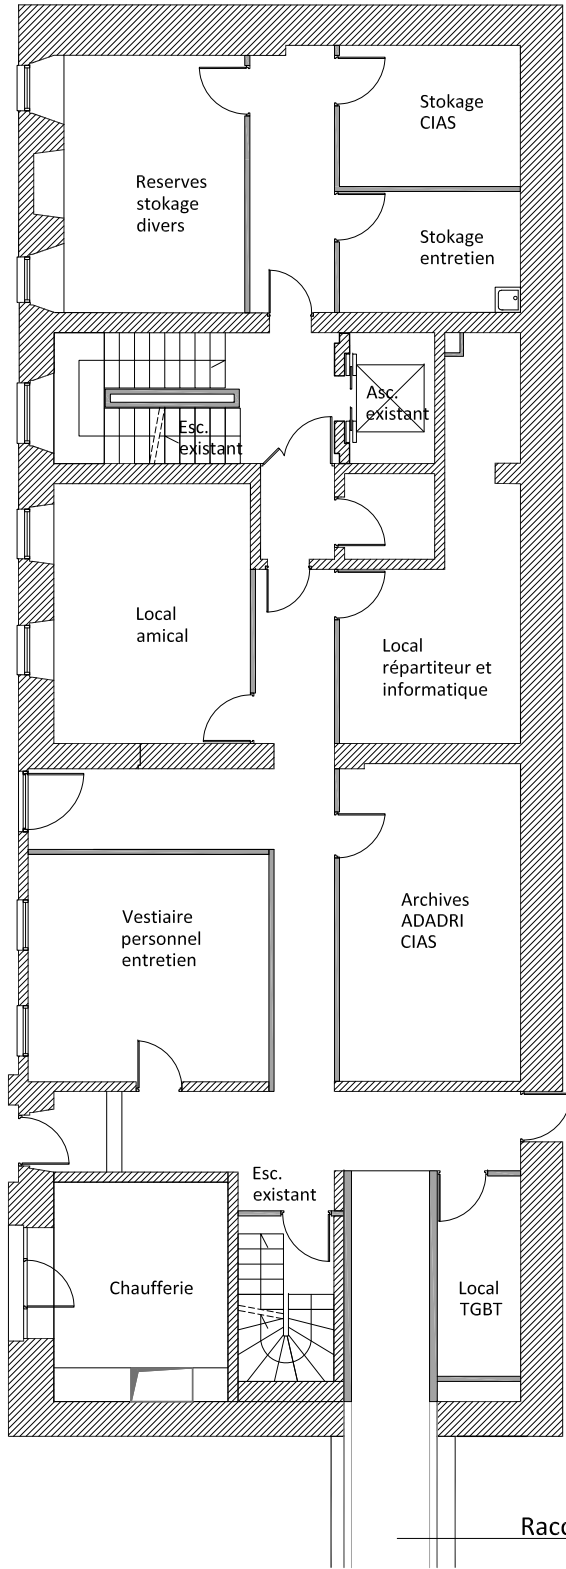 Stokage
CIAS
Reserves
stokage
divers
Stokage
entretien
Asc.
existant
Esc.
existant
Local
amical
Local
répartiteur et
informatique
Archives
ADADRI
CIAS
Vestiaire
personnel
entretien
Esc.
existant
Chaufferie
Local
TGBT
Racc